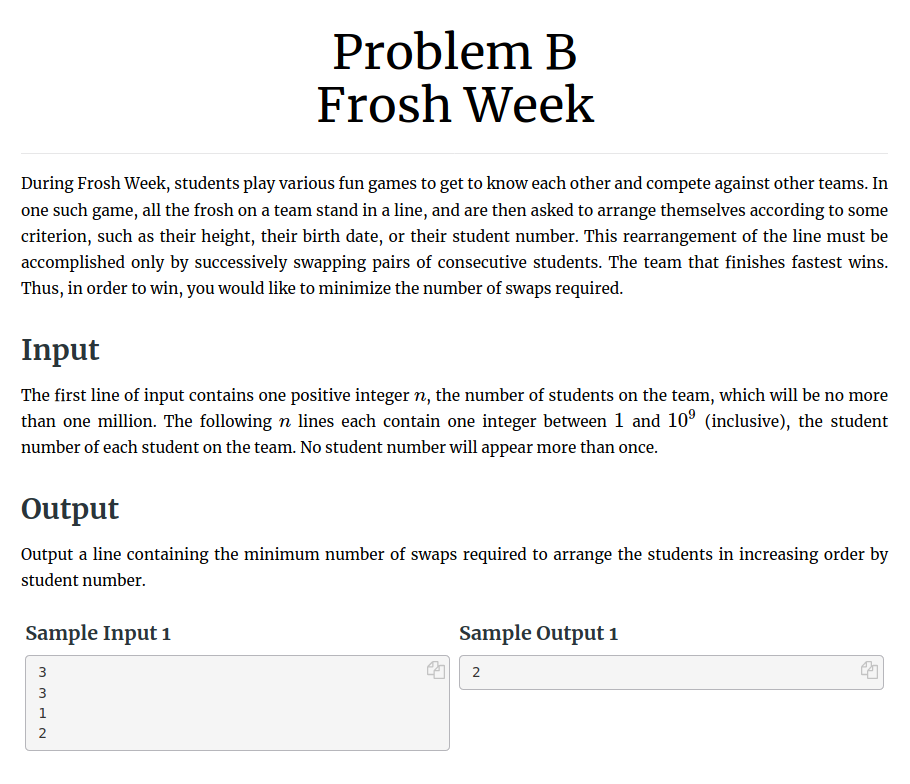 Problem B
Frosh Week
During Frosh Week, students play various fun games to get to know each other and compete against other teams. In
one such game, all the frosh on a team stand in a line, and are then asked to arrange themselves according to some
criterion, such as their height, their birth date, or their student number. This rearrangement of the line must be
accomplished only by successively swapping pairs of consecutive students. The team that finishes fastest wins.
Thus, in order to win, you would like to minimize the number of swaps required.
Input
The first line of input contains one positive integer n, the number of students on the team, which will be no more
than one million. The following n lines each contain one integer between 1 and 10⁹ (inclusive), the student
number of each student on the team. No student number will appear more than once.
Output
Output a line containing the minimum number of swaps required to arrange the students in increasing order by
student number.
Sample Input 1
3
3
1
2
Sample Output 1
2